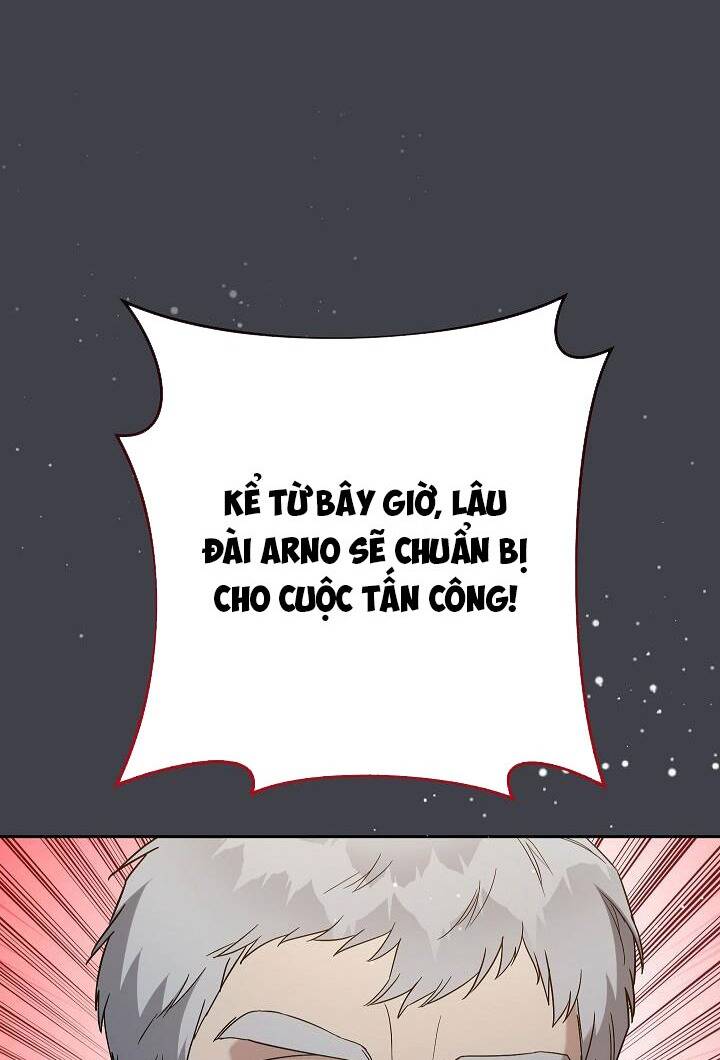 KỂ TỪ BÂY GIỜ, LÂU
ĐÀI ARNO SẼ CHUẨN BỊ
CHO CUỘC TẤN CÔNG!